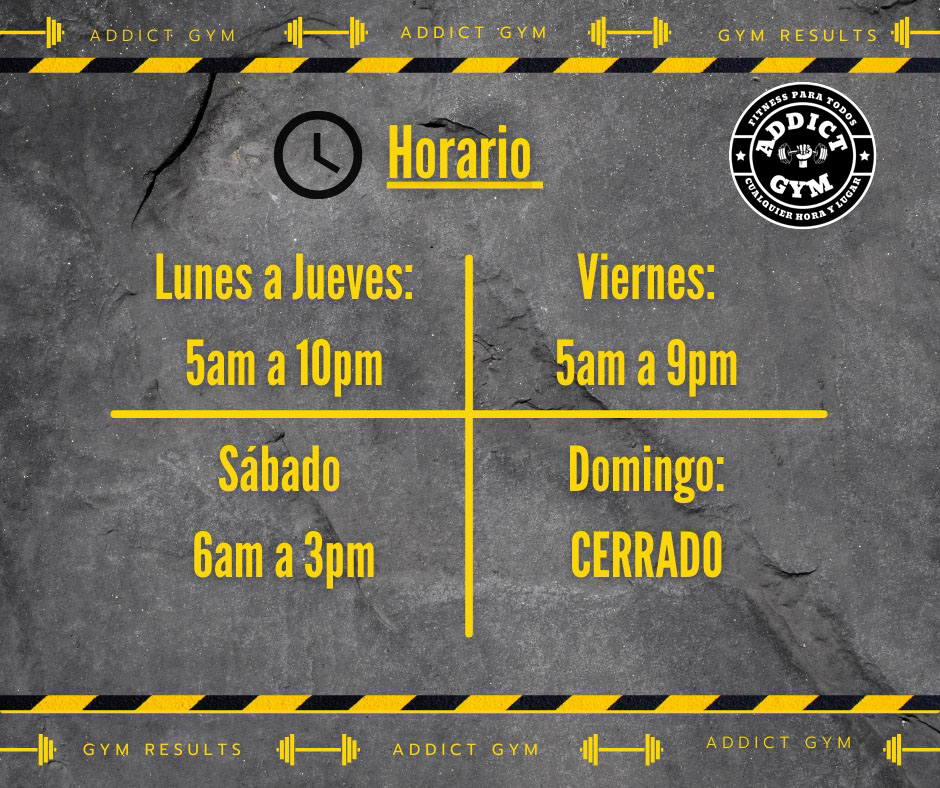 ADDICT GYM
ADDICT GYM
GYM RESULTS
FITNESS PARA TODOS
ADDICT
GYM
CUALQUIER HORA Y LUGAR
Horario
Lunes a Jueves:
5am a 10pm
Viernes:
5am a 9pm
Sábado
6am a 3pm
Domingo:
CERRADO
GYM RESULTS
ADDICT GYM
ADDICT GYM